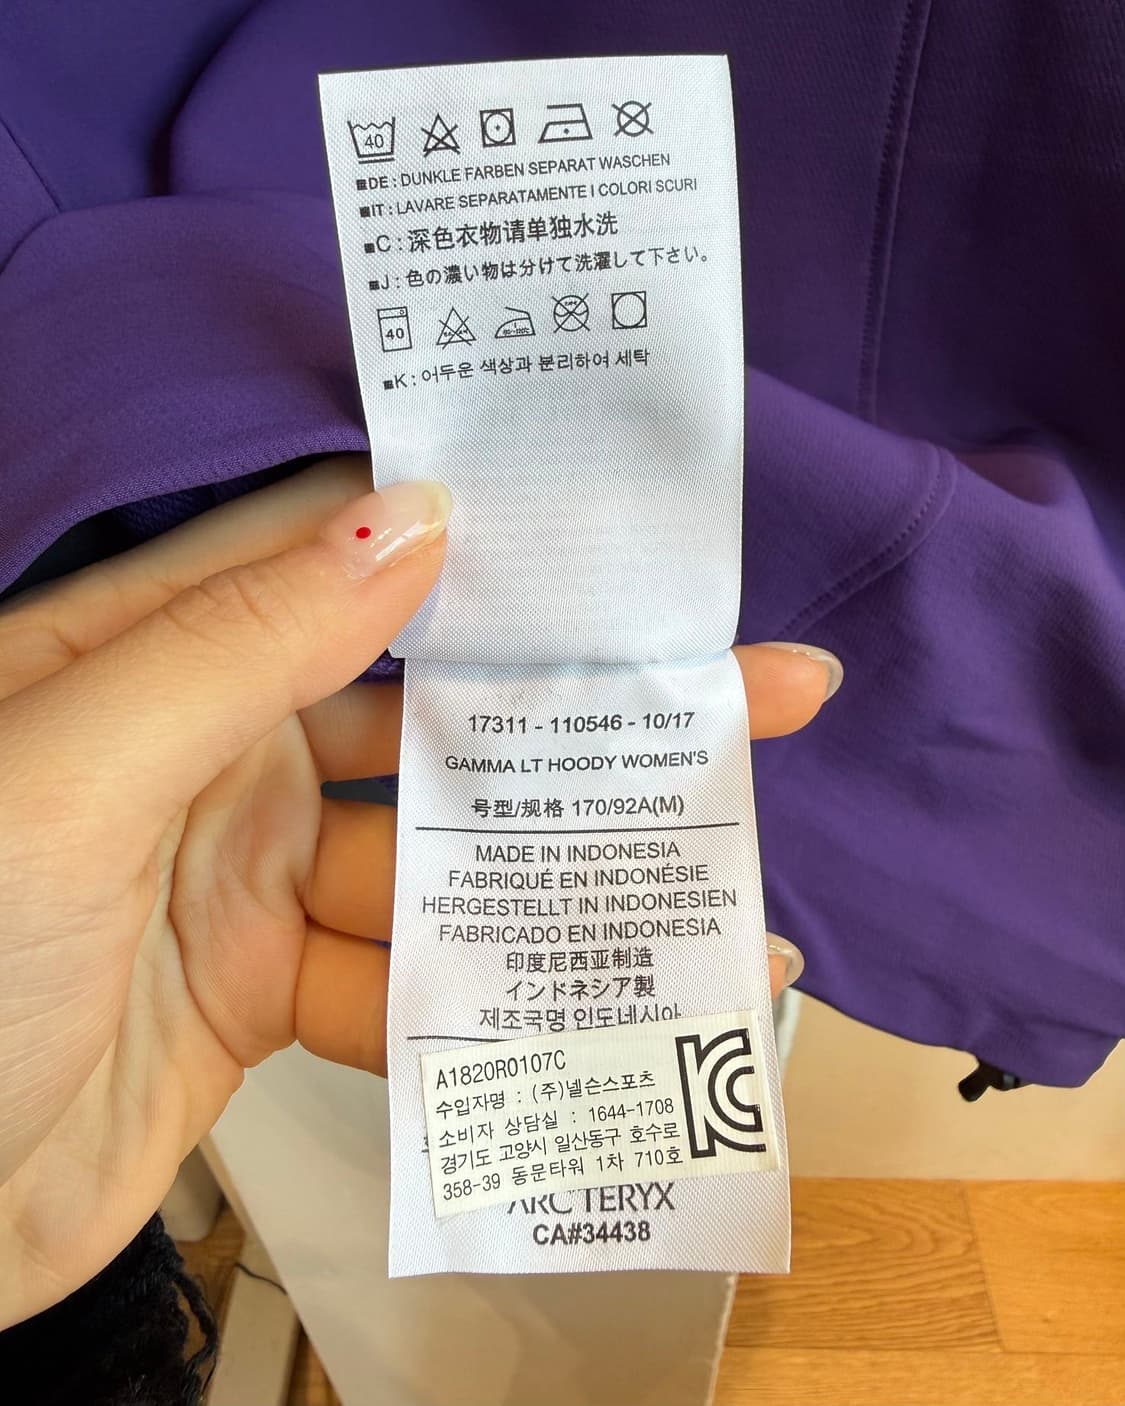 40
■DE : DUNKLE FARBEN SEPARAT WASCHEN
■IT : LAVARE SEPARATAMENTE I COLORI SCURI
■C : 深色衣物请单独水洗
■J : 色の濃い物は分けて洗濯して下さい。
40
■K : 어두운 색상과 분리하여 세탁
17311 - 110546 - 10/17
GAMMA LT HOODY WOMEN'S
号型/规格 170/92A(M)
MADE IN INDONESIA
FABRIQUÉ EN INDONÉSIE
HERGESTELLT IN INDONESIEN
FABRICADO EN INDONESIA
印度尼西亚制造
インドネシア製
제조국명 인도네시아
A1820R0107C
수입자명 : (주)넬슨스포츠
소비자 상담실 : 1644-1708
경기도 고양시 일산동구 호수로
358-39 동문타워 1차 710호
ARC'TERYX
CA#34438